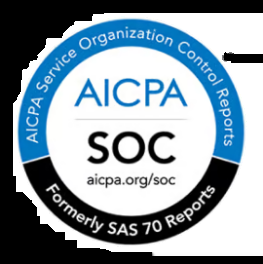 AICPA Service Organization Control Reports
AICPA
SOC
aicpa.org/soc
Formerly SAS 70 Reports